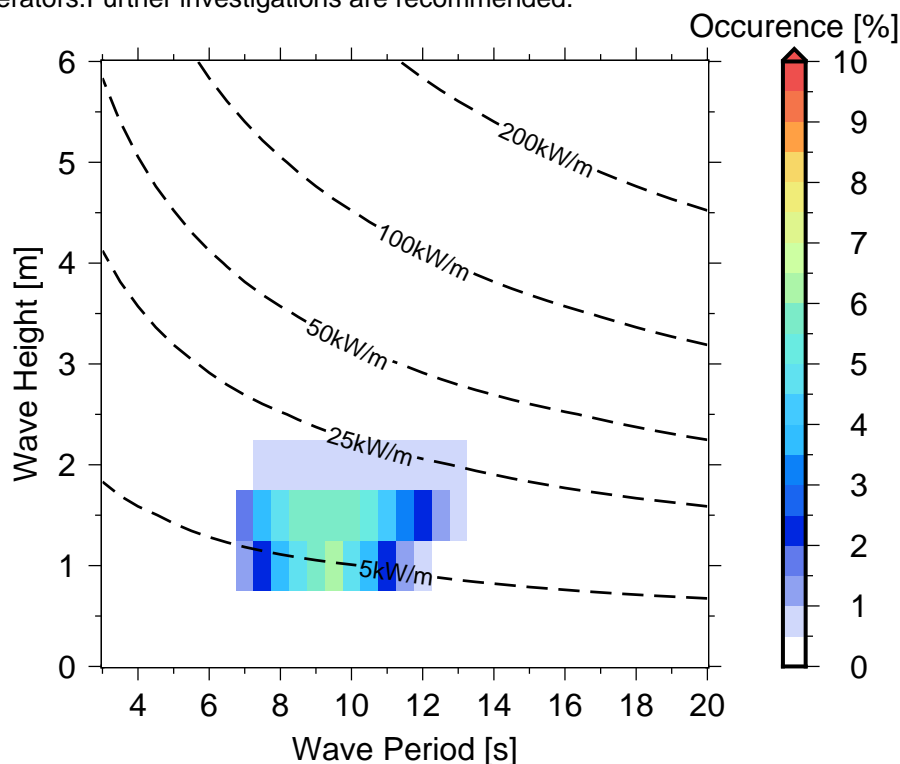 erators.Further investigations are recommended.
Occurence [%]
6
5
4
3
2
1
0
Wave Height [m]
200kW/m
100kW/m
50kW/m
25kW/m
5kW/m
4 6 8 10 12 14 16 18 20
Wave Period [s]
10
9
8
7
6
5
4
3
2
1
0